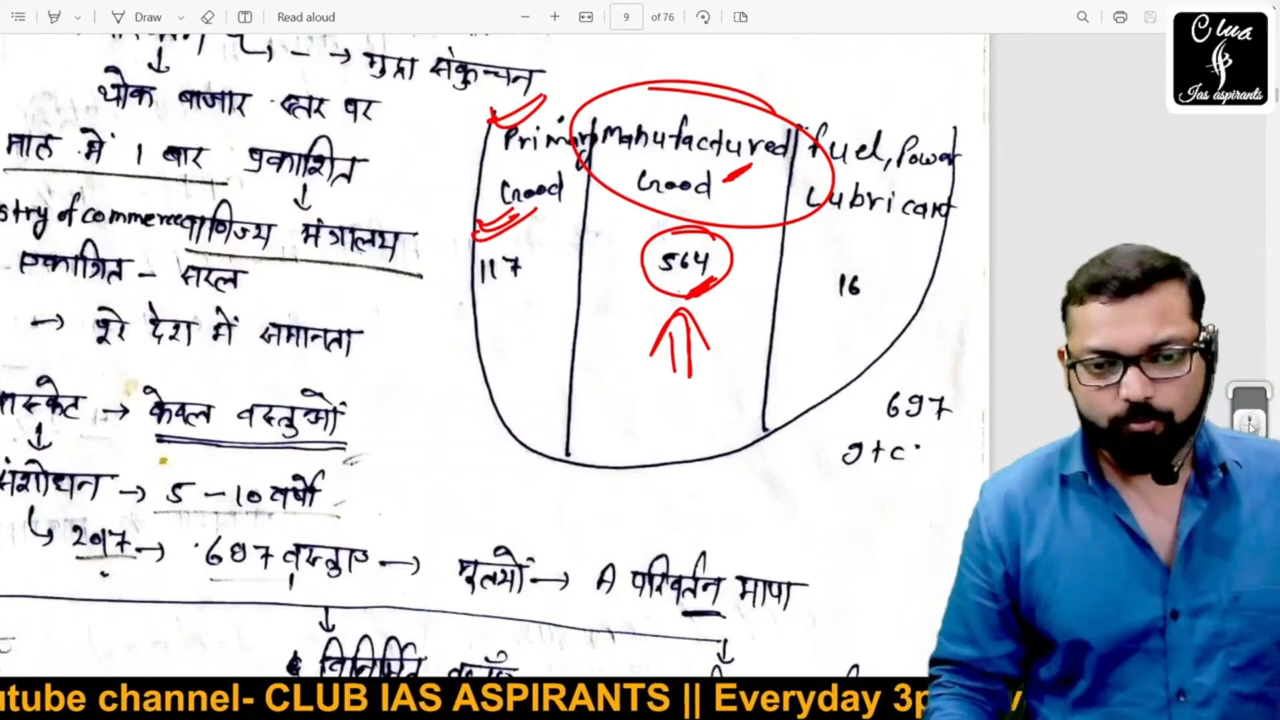 Draw
Read aloud
9 of 76
Club
Ias aspirants
→ मुद्रा संकुचन
थोक बाजार स्तर पर
माह में 1 बार प्रकाशित
stry of commerce वाणिज्य मंत्रालय
एकत्रित - सरल
→ पूरे देश में समानता
→ केवल वस्तुओं
संशोधन → 5 - 10 वर्षों
2017 → 697 वस्तुएँ → मूल्यों → A परिवर्तन मापा
Primary Good
Manufactured Good
Fuel, Power Lubricant
117
564
16
697
utube channel- CLUB IAS ASPIRANTS || Everyday 3p